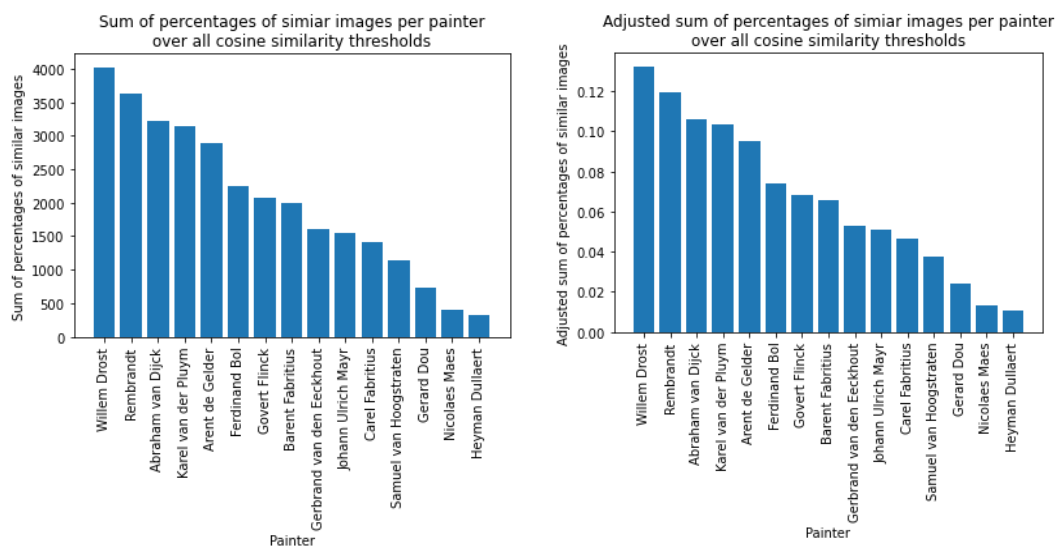 Sum of percentages of simiar images per painter
over all cosine similarity thresholds
Sum of percentages of similar images
4000
3500
3000
2500
2000
1500
1000
500
0
Willem Drost
Rembrandt
Abraham van Dijck
Karel van der Pluym
Arent de Gelder
Ferdinand Bol
Govert Flinck
Barent Fabritius
Gerbrand van den Eeckhout
Johann Ulrich Mayr
Carel Fabritius
Samuel van Hoogstraten
Gerard Dou
Nicolaes Maes
Heyman Dullaert
Painter
Adjusted sum of percentages of simiar images per painter
over all cosine similarity thresholds
Adjusted sum of percentages of similar images
0.12
0.10
0.08
0.06
0.04
0.02
0.00
Willem Drost
Rembrandt
Abraham van Dijck
Karel van der Pluym
Arent de Gelder
Ferdinand Bol
Govert Flinck
Barent Fabritius
Gerbrand van den Eeckhout
Johann Ulrich Mayr
Carel Fabritius
Samuel van Hoogstraten
Gerard Dou
Nicolaes Maes
Heyman Dullaert
Painter